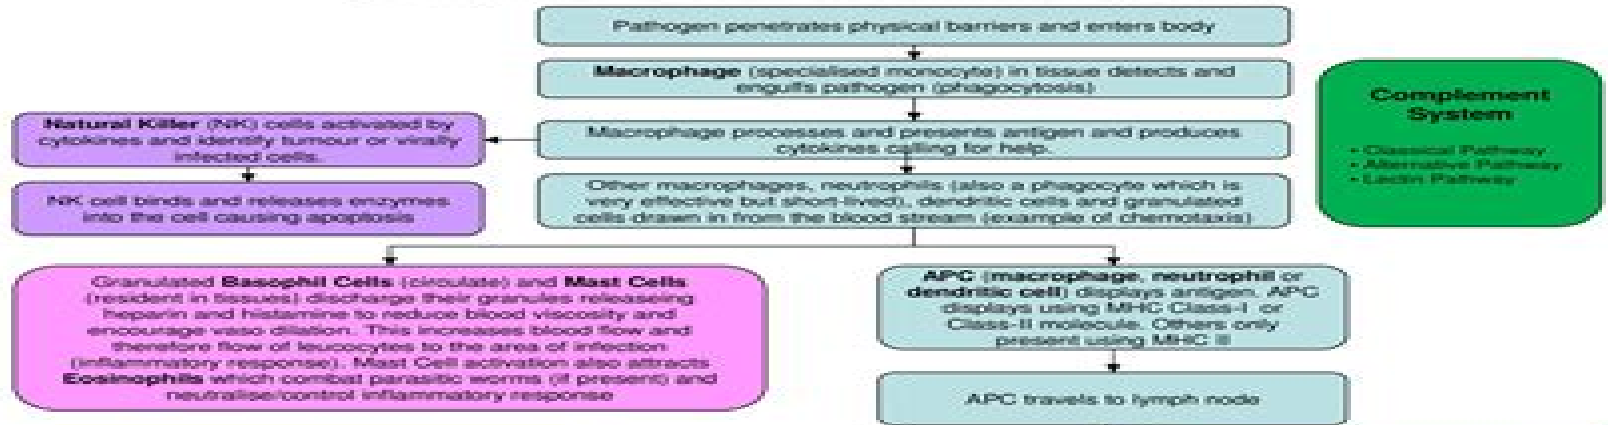 Pathogen penetrates physical barriers and enters body
Macrophage (specialised monocyte) in tissue detects and
engulfs pathogen (phagocytosis)
Complement
System
• Classical Pathway
• Alternative Pathway
• Lectin Pathway
Natural Killer (NK) cells activated by
cytokines and identify tumour or virally
infected cells.
Macrophage processes and presents antigen and produces
cytokines calling for help.
NK cell binds and releases enzymes
into the cell causing apoptosis
Other macrophages, neutrophils (also a phagocyte which is
very effective but short-lived), dendritic cells and granulated
cells drawn in from the blood stream (example of chemotaxis)
Granulated Basophil Cells (circulate) and Mast Cells
(resident in tissues) discharge their granules releaseing
heparin and histamine to reduce blood viscosity and
encourage vaso dilation. This increases blood flow and
therefore flow of leucocytes to the area of infection
(inflammatory response). Mast Cell activation also attracts
Eosinophils which combat parasitic worms (if present) and
neutralise/control inflammatory response
APC (macrophage, neutrophil or
dendritic cell) displays antigen. APC
displays using MHC Class-I or
Class-II molecule. Others only
present using MHC II
APC travels to lymph node